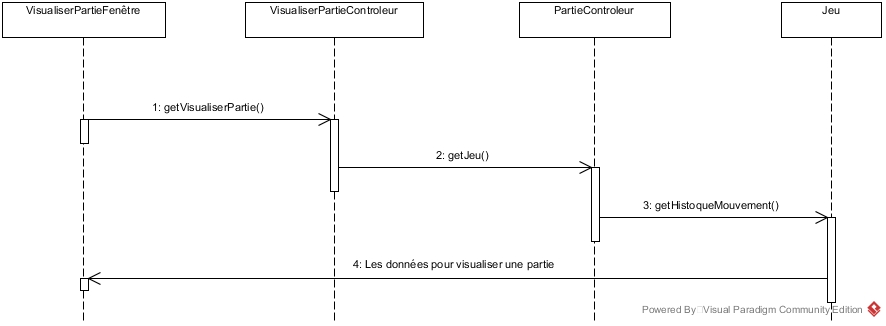 VisualiserPartieFenêtre
VisualiserPartieControleur
PartieControleur
Jeu
1: getVisualiserPartie()
2: getJeu()
3: getHistoqueMouvement()
4: Les données pour visualiser une partie
Powered By Visual Paradigm Community Edition